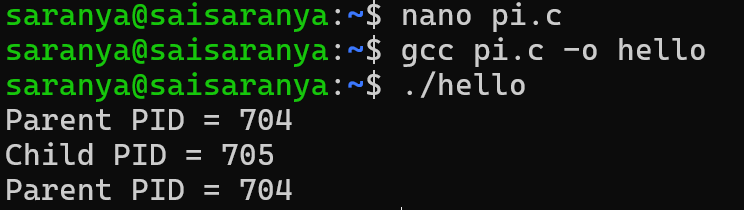 saranya@saisaranya:~$ nano pi.c
saranya@saisaranya:~$ gcc pi.c -o hello
saranya@saisaranya:~$ ./hello
Parent PID = 704
Child PID = 705
Parent PID = 704